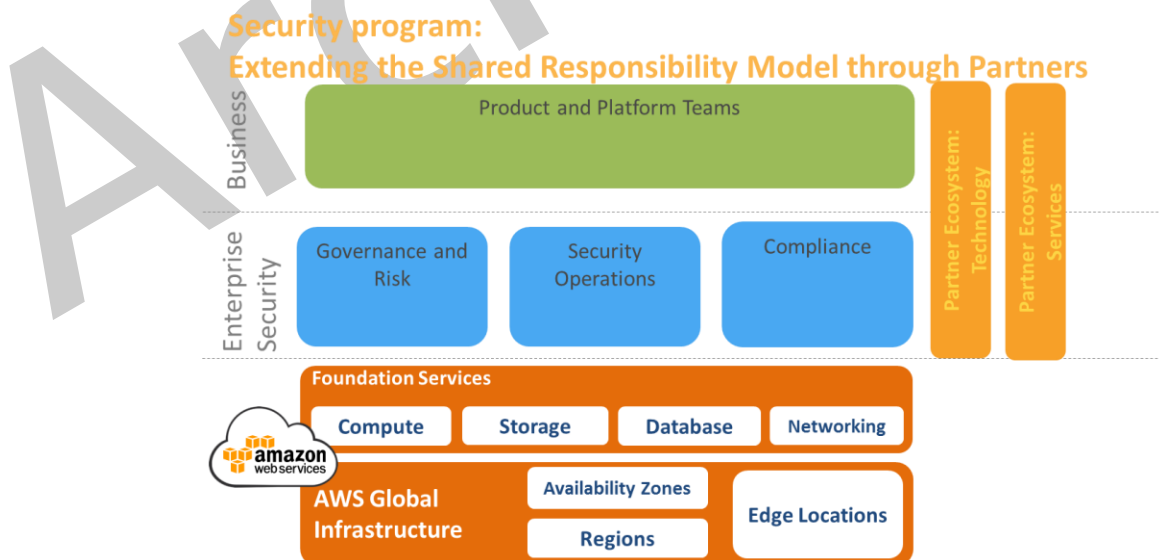 Security program:
Extending the Shared Responsibility Model through Partners
Business
Product and Platform Teams
Partner Ecosystem:
Technology
Partner Ecosystem:
Services
Enterprise
Security
Governance and
Risk
Security
Operations
Compliance
Foundation Services
Compute
Storage
Database
Networking
amazon
web services
AWS Global
Infrastructure
Availability Zones
Regions
Edge Locations